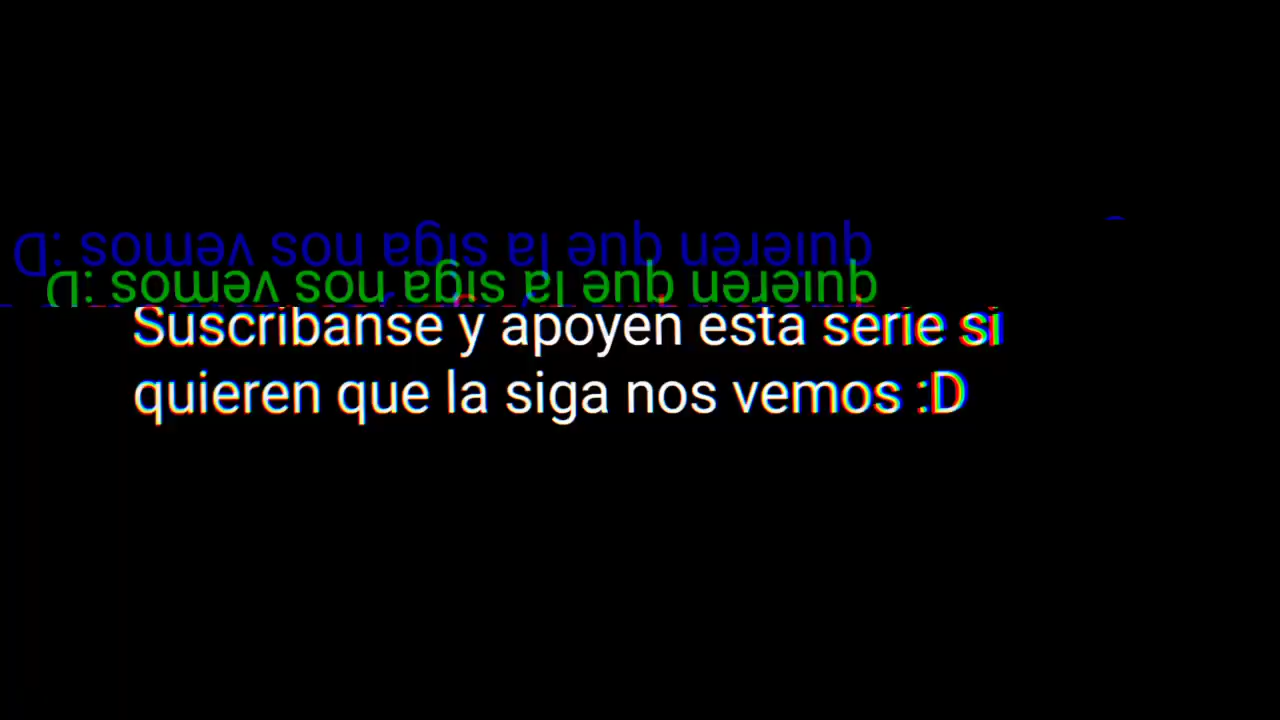 quieren que la siga nos vemos :D
quieren que la siga nos vemos :D
Suscribanse y apoyen esta serie si
quieren que la siga nos vemos :D